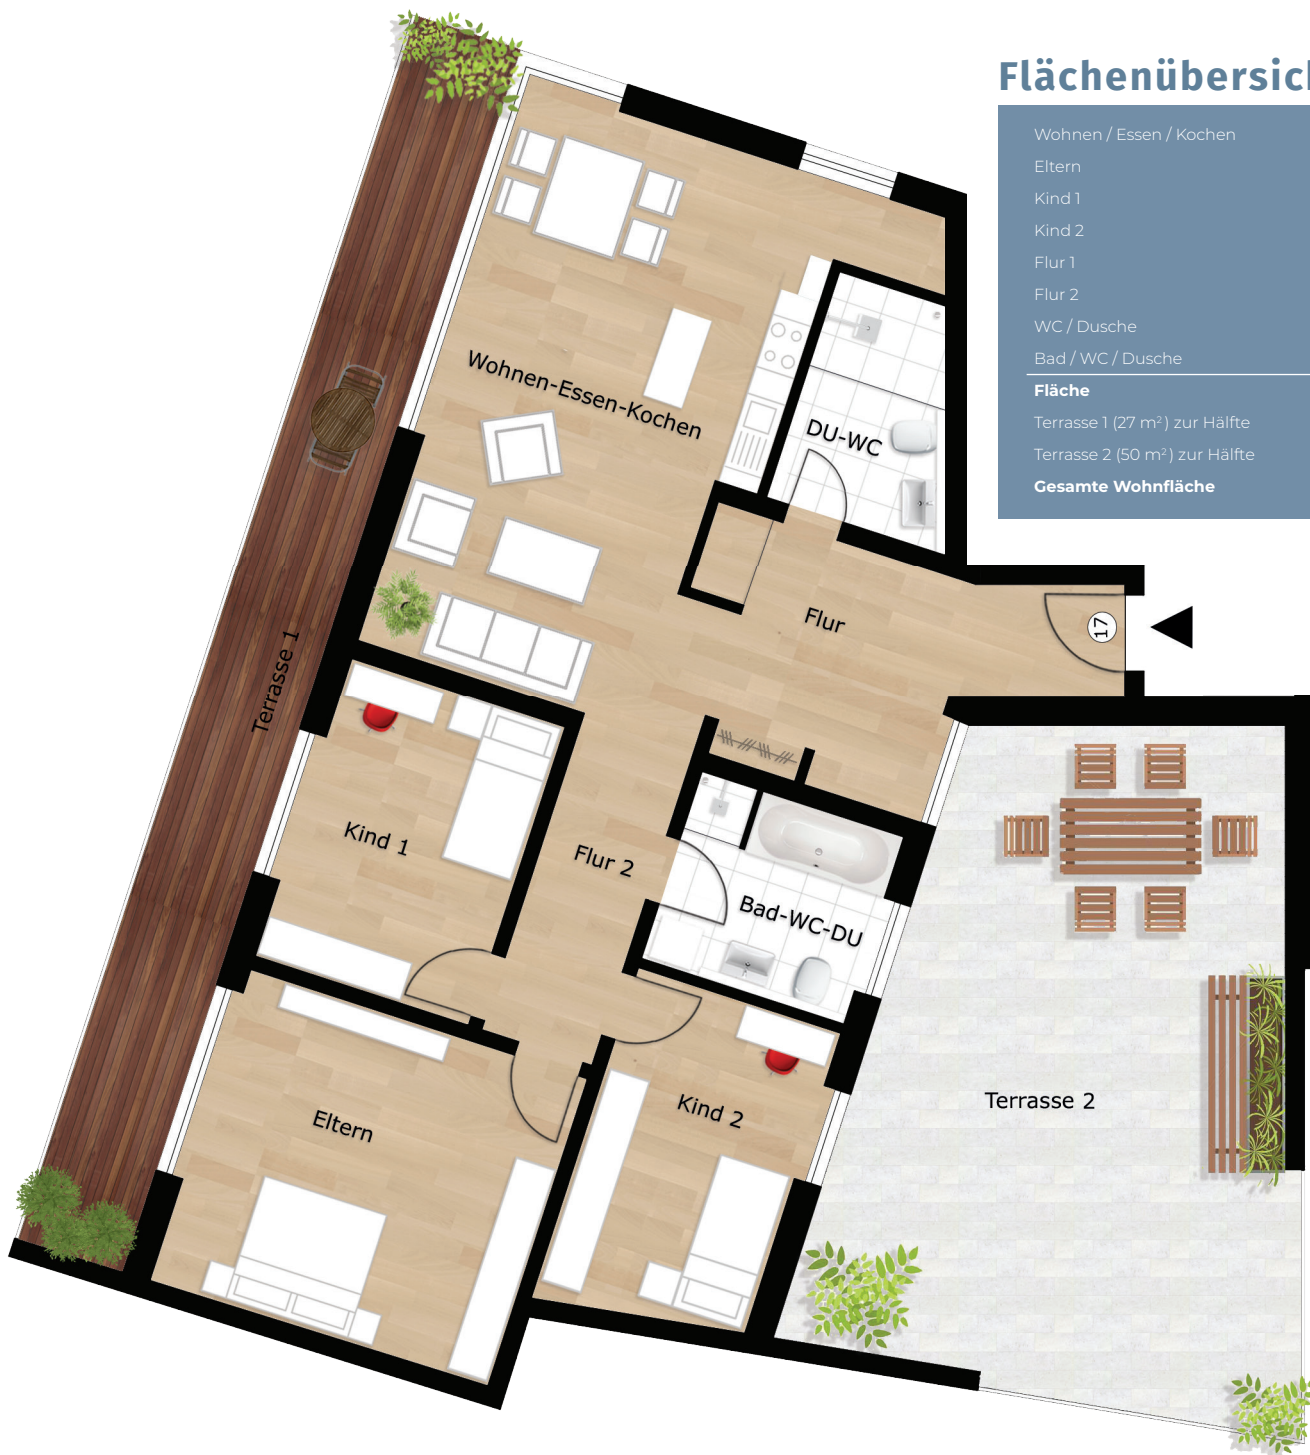 Flächenübersich
Wohnen / Essen / Kochen
Eltern
Kind 1
Kind 2
Flur 1
Flur 2
WC / Dusche
Bad / WC / Dusche
Fläche
Terrasse 1 (27 m²) zur Hälfte
Terrasse 2 (50 m²) zur Hälfte
Gesamte Wohnfläche
Wohnen-Essen-Kochen
DU-WC
Flur
17
Terrasse 1
Kind 1
Flur 2
Bad-WC-DU
Eltern
Kind 2
Terrasse 2